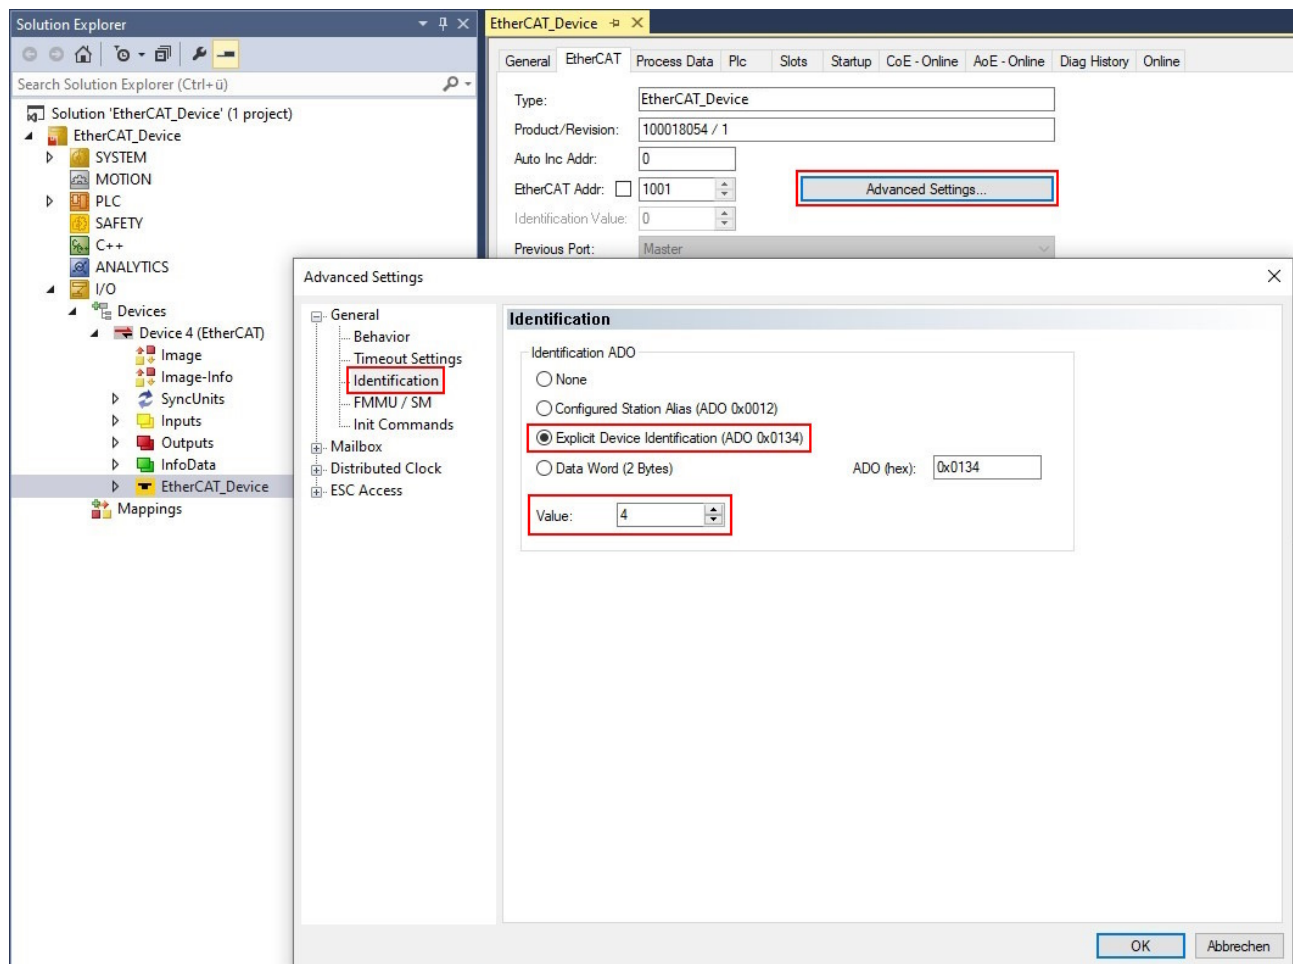 Solution Explorer
Search Solution Explorer (Ctrl+ü)
Solution 'EtherCAT_Device' (1 project)
EtherCAT_Device
SYSTEM
MOTION
PLC
SAFETY
C++
ANALYTICS
I/O
Devices
Device 4 (EtherCAT)
Image
Image-Info
SyncUnits
Inputs
Outputs
InfoData
EtherCAT_Device
Mappings
EtherCAT_Device
General EtherCAT Process Data Plc Slots Startup CoE - Online AoE - Online Diag History Online
Type: EtherCAT_Device
Product/Revision: 100018054 / 1
Auto Inc Addr: 0
EtherCAT Addr: 1001 Advanced Settings...
Identification Value: 0
Previous Port: Master
Advanced Settings
General
Behavior
Timeout Settings
Identification
FMMU / SM
Init Commands
Mailbox
Distributed Clock
ESC Access
Identification
Identification ADO
None
Configured Station Alias (ADO 0x0012)
Explicit Device Identification (ADO 0x0134)
Data Word (2 Bytes) ADO (hex): 0x0134
Value: 4
OK Abbrechen